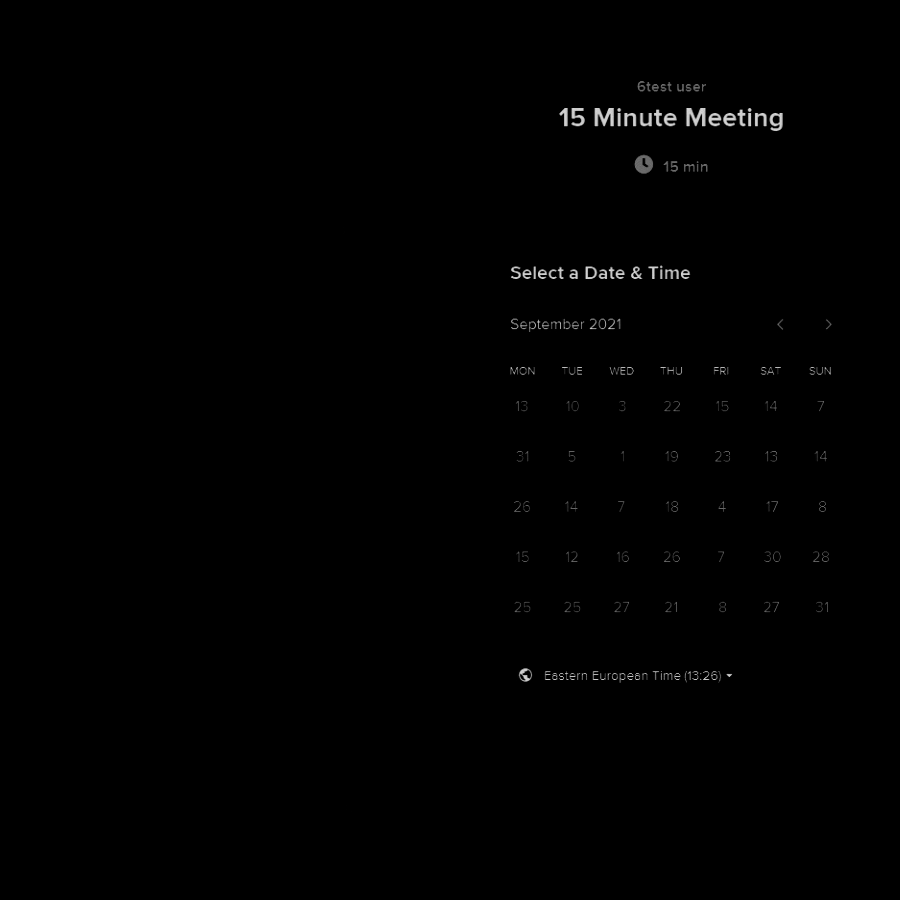 6test user
15 Minute Meeting
15 min
Select a Date & Time
September 2021
MON TUE WED THU FRI SAT SUN
13 10 3 22 15 14 7
31 5 1 19 23 13 14
26 14 7 18 4 17 8
15 12 16 26 7 30 28
25 25 27 21 8 27 31
Eastern European Time (13:26)